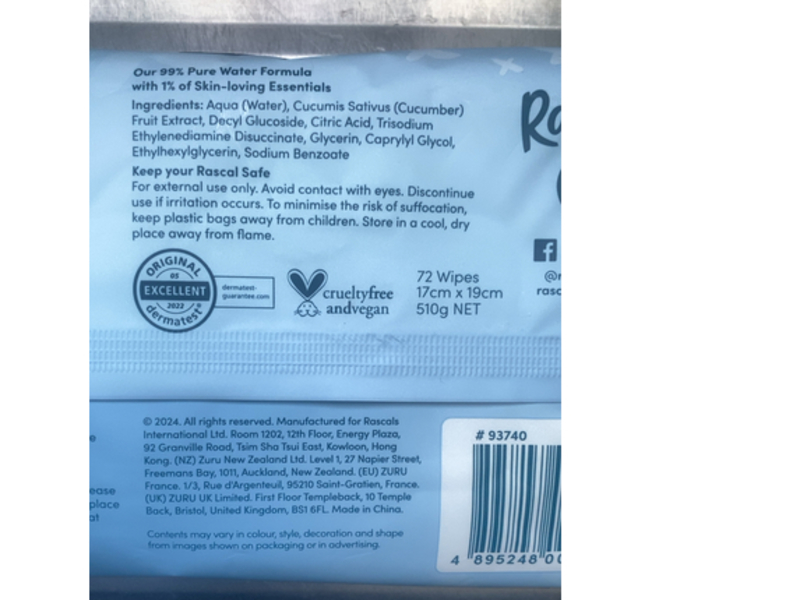 Our 99% Pure Water Formula
with 1% of Skin-loving Essentials
Ingredients: Aqua (Water), Cucumis Sativus (Cucumber)
Fruit Extract, Decyl Glucoside, Citric Acid, Trisodium
Ethylenediamine Disuccinate, Glycerin, Caprylyl Glycol,
Ethylhexylglycerin, Sodium Benzoate
Keep your Rascal Safe
For external use only. Avoid contact with eyes. Discontinue
use if irritation occurs. To minimise the risk of suffocation,
keep plastic bags away from children. Store in a cool, dry
place away from flame.
ORIGINAL
05
EXCELLENT
2022
dermatest®
dermatest-
guarantee.com
crueltyfree
andvegan
72 Wipes
17cm x 19cm
510g NET
Ra
@r
rasc
© 2024. All rights reserved. Manufactured for Rascals
International Ltd. Room 1202, 12th Floor, Energy Plaza,
92 Granville Road, Tsim Sha Tsui East, Kowloon, Hong
Kong. (NZ) Zuru New Zealand Ltd. Level 1, 27 Napier Street,
Freemans Bay, 1011, Auckland, New Zealand. (EU) ZURU
France. 1/3, Rue d'Argenteuil, 95210 Saint-Gratien, France.
(UK) ZURU UK Limited. First Floor Templeback, 10 Temple
Back, Bristol, United Kingdom, BS1 6FL. Made in China.
Contents may vary in colour, style, decoration and shape
from images shown on packaging or in advertising.
e
ease
place
at
# 93740
4 895248 00